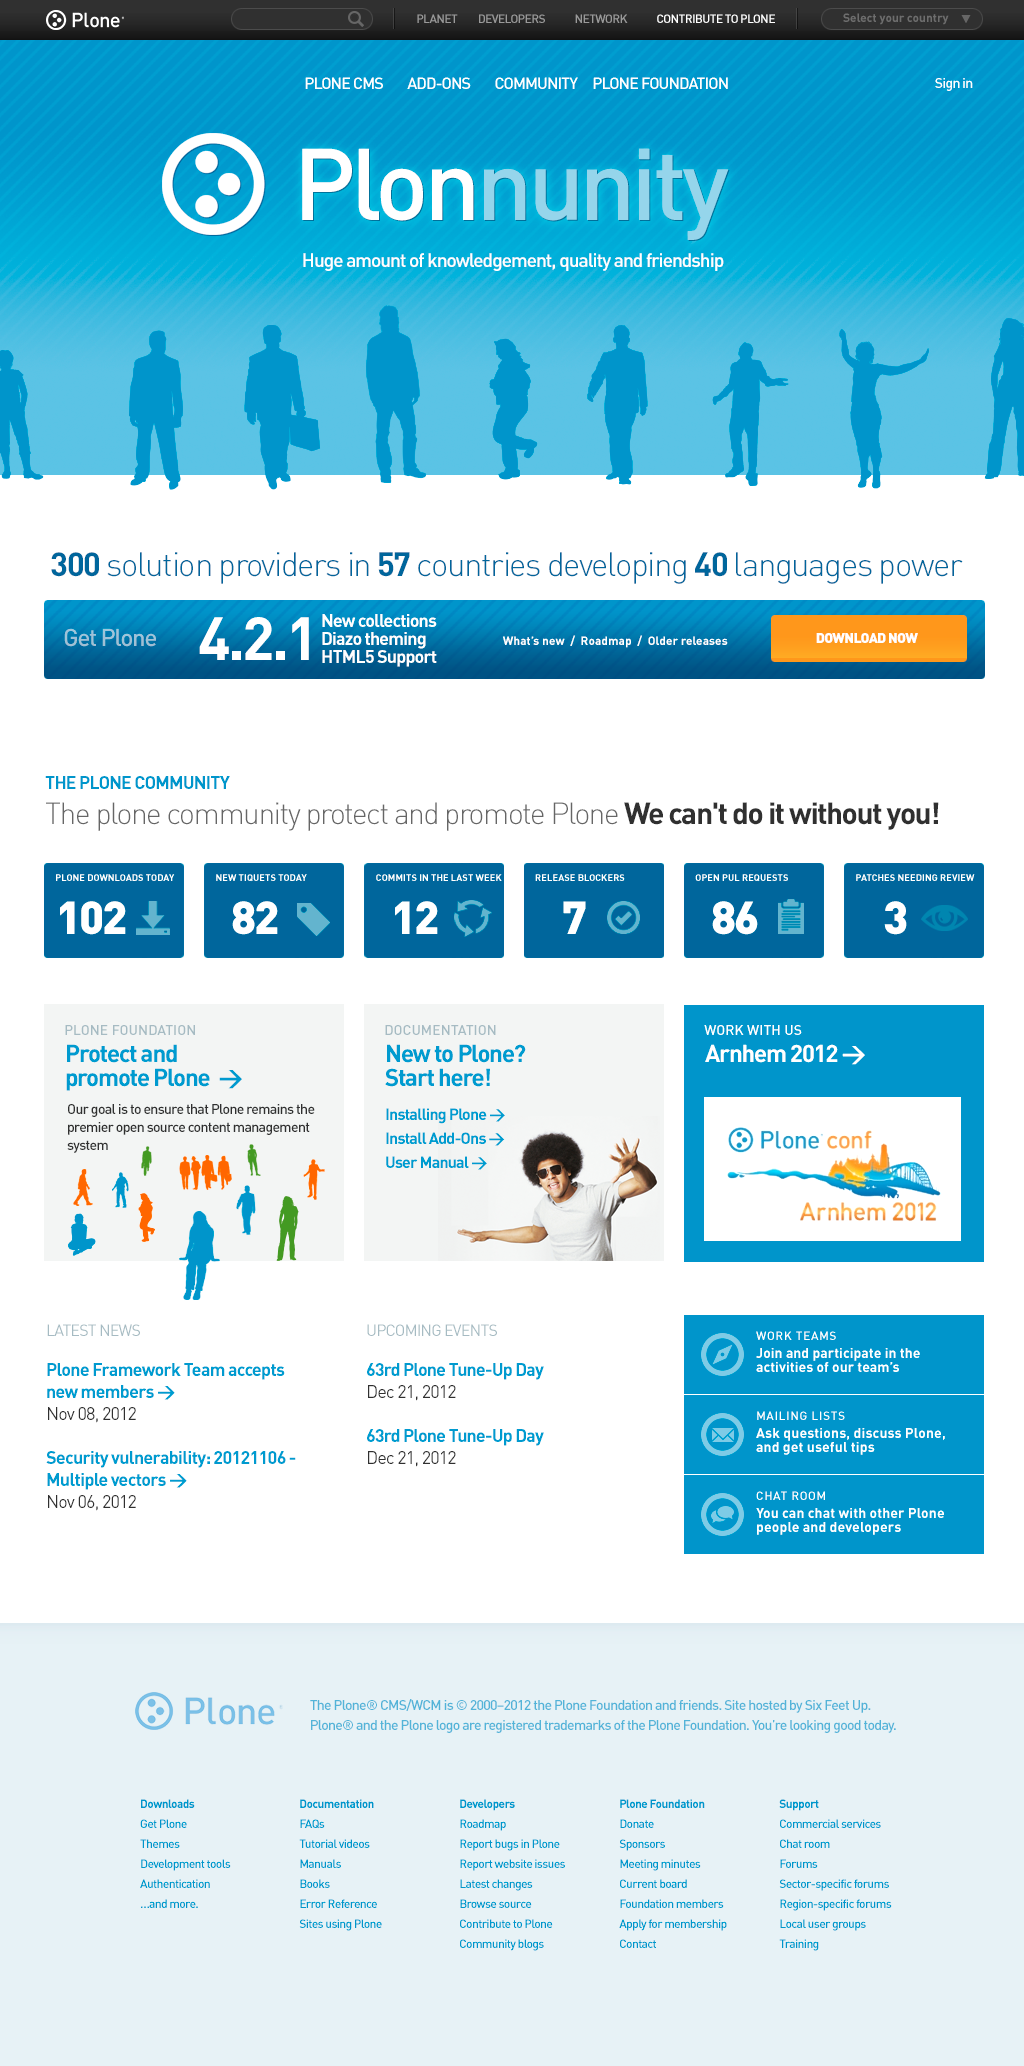 Plone
PLANET DEVELOPERS NETWORK CONTRIBUTE TO PLONE Select your country
PLONE CMS ADD-ONS COMMUNITY PLONE FOUNDATION Sign in
Plonnunity
Huge amount of knowledgement, quality and friendship
300 solution providers in 57 countries developing 40 languages power
Get Plone 4.2.1
New collections
Diazo theming
HTML5 Support
What's new / Roadmap / Older releases
DOWNLOAD NOW
THE PLONE COMMUNITY
The plone community protect and promote Plone We can't do it without you!
PLONE DOWNLOADS TODAY
102
NEW TIQUETS TODAY
82
COMMITS IN THE LAST WEEK
12
RELEASE BLOCKERS
7
OPEN PUL REQUESTS
86
PATCHES NEEDING REVIEW
3
PLONE FOUNDATION
Protect and
promote Plone →
Our goal is to ensure that Plone remains the
premier open source content management
system
DOCUMENTATION
New to Plone?
Start here!
Installing Plone →
Install Add-Ons →
User Manual →
WORK WITH US
Arnhem 2012 →
Plone conf
Arnhem 2012
LATEST NEWS
Plone Framework Team accepts
new members →
Nov 08, 2012
Security vulnerability: 20121106 -
Multiple vectors →
Nov 06, 2012
UPCOMING EVENTS
63rd Plone Tune-Up Day
Dec 21, 2012
63rd Plone Tune-Up Day
Dec 21, 2012
WORK TEAMS
Join and participate in the
activities of our team's
MAILING LISTS
Ask questions, discuss Plone,
and get useful tips
CHAT ROOM
You can chat with other Plone
people and developers
Plone
The Plone® CMS/WCM is © 2000–2012 the Plone Foundation and friends. Site hosted by Six Feet Up.
Plone® and the Plone logo are registered trademarks of the Plone Foundation. You're looking good today.
Downloads
Get Plone
Themes
Development tools
Authentication
...and more.
Documentation
FAQs
Tutorial videos
Manuals
Books
Error Reference
Sites using Plone
Developers
Roadmap
Report bugs in Plone
Report website issues
Latest changes
Browse source
Contribute to Plone
Community blogs
Plone Foundation
Donate
Sponsors
Meeting minutes
Current board
Foundation members
Apply for membership
Contact
Support
Commercial services
Chat room
Forums
Sector-specific forums
Region-specific forums
Local user groups
Training